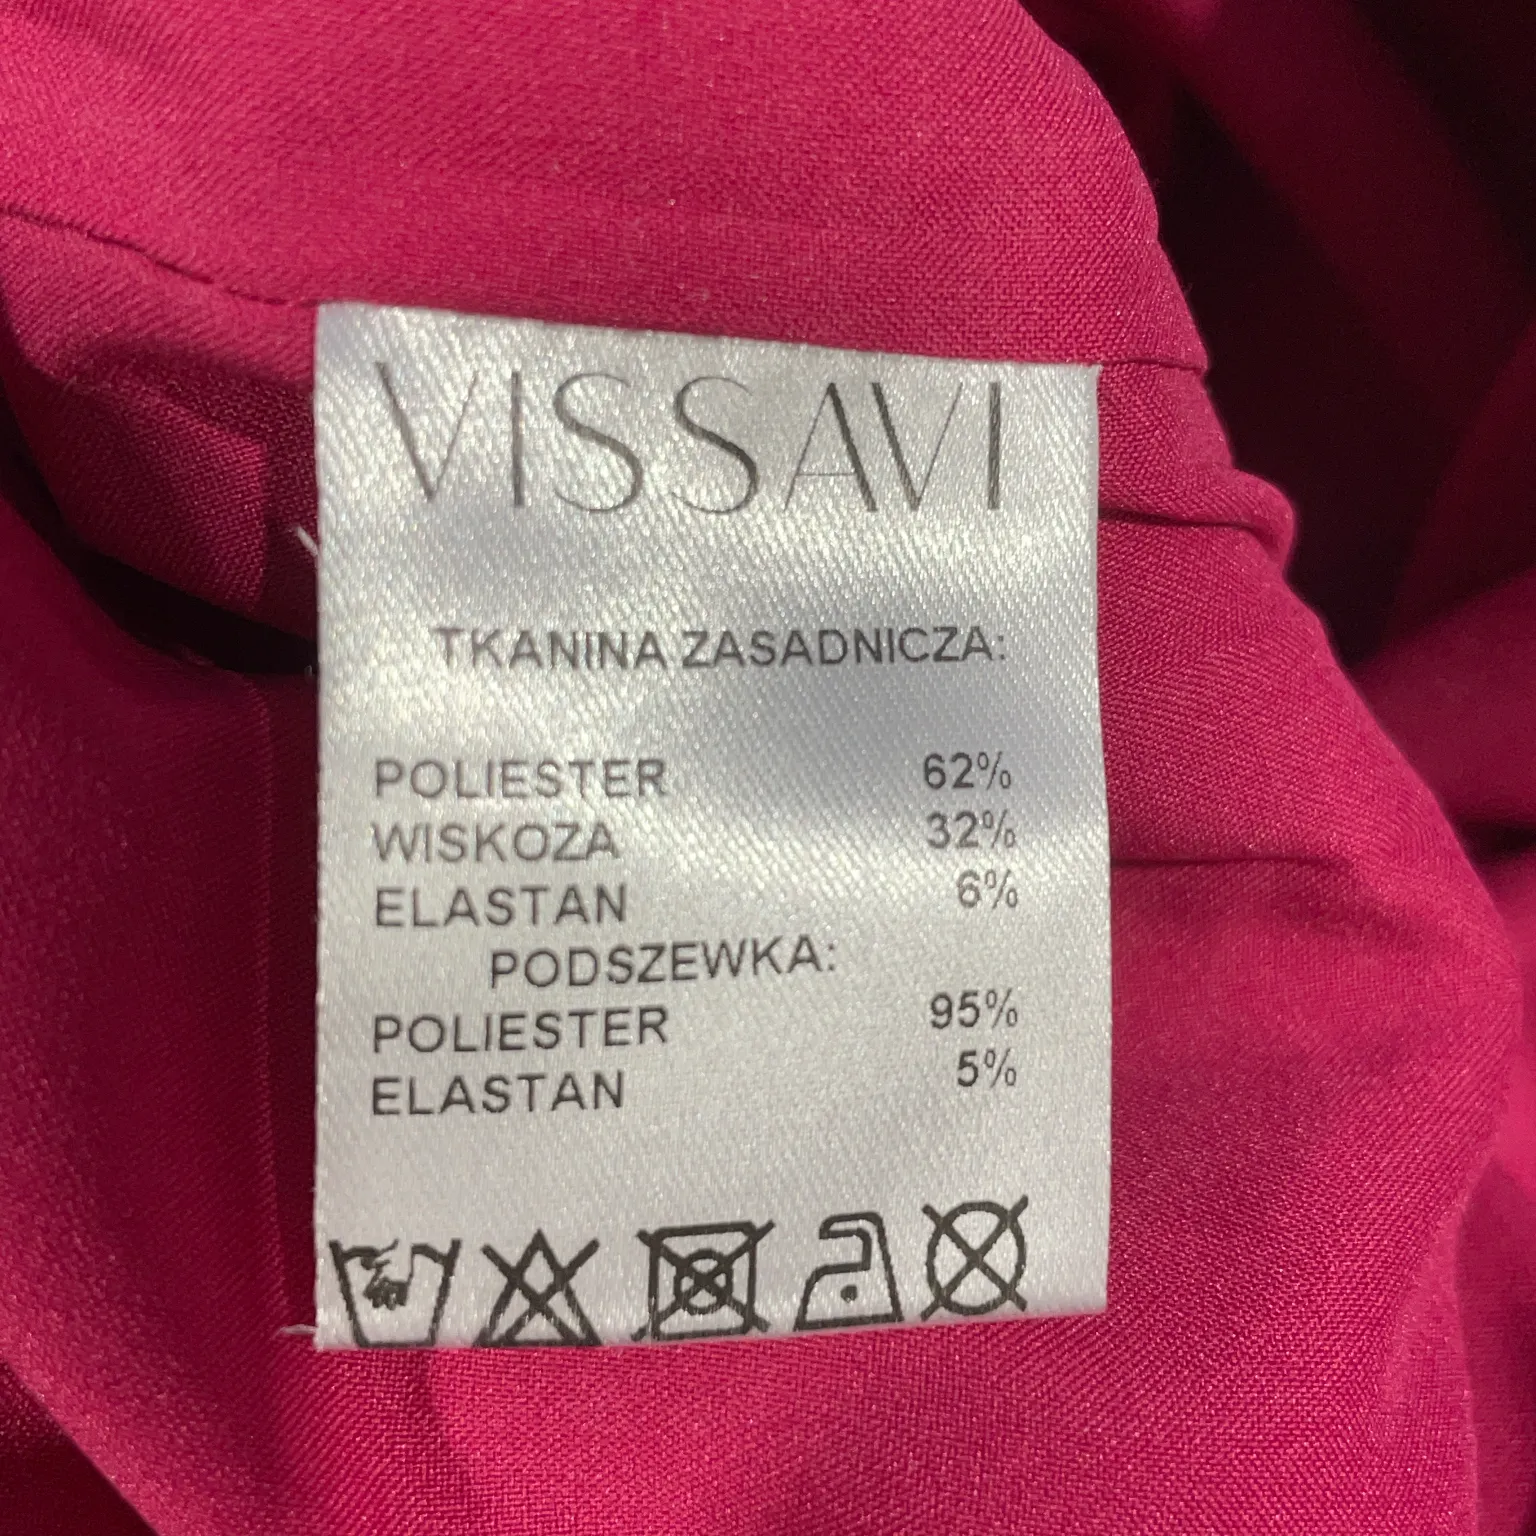 VISSAVI
TKANINA ZASADNICZA:
POLIESTER 62%
WISKOZA 32%
ELASTAN 6%
PODSZEWKA:
POLIESTER 95%
ELASTAN 5%